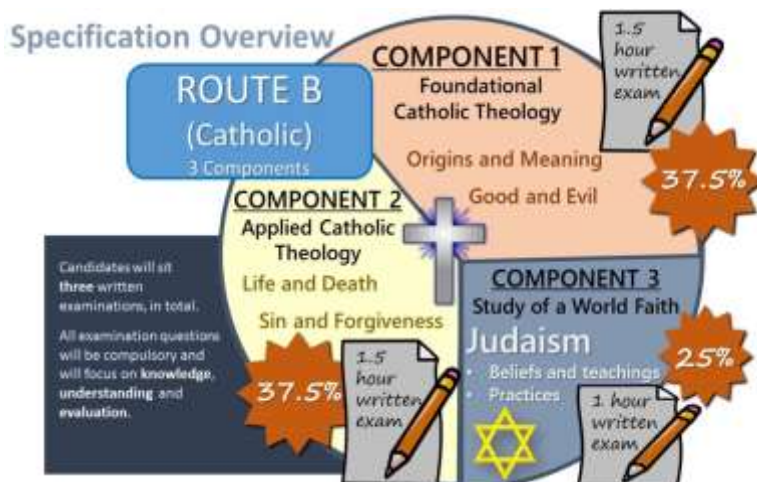 Specification Overview
ROUTE B
(Catholic)
3 Components
COMPONENT 1
Foundational
Catholic Theology
Origins and Meaning
Good and Evil
1.5
hour
written
exam
37.5%
COMPONENT 2
Applied Catholic
Theology
Life and Death
Sin and Forgiveness
37.5%
1.5
hour
written
exam
COMPONENT 3
Study of a World Faith
Judaism
• Beliefs and teachings
• Practices
25%
1 hour
written
exam
Candidates will sit
three written
examinations, in total.
All examination questions
will be compulsory and
will focus on knowledge,
understanding and
evaluation.